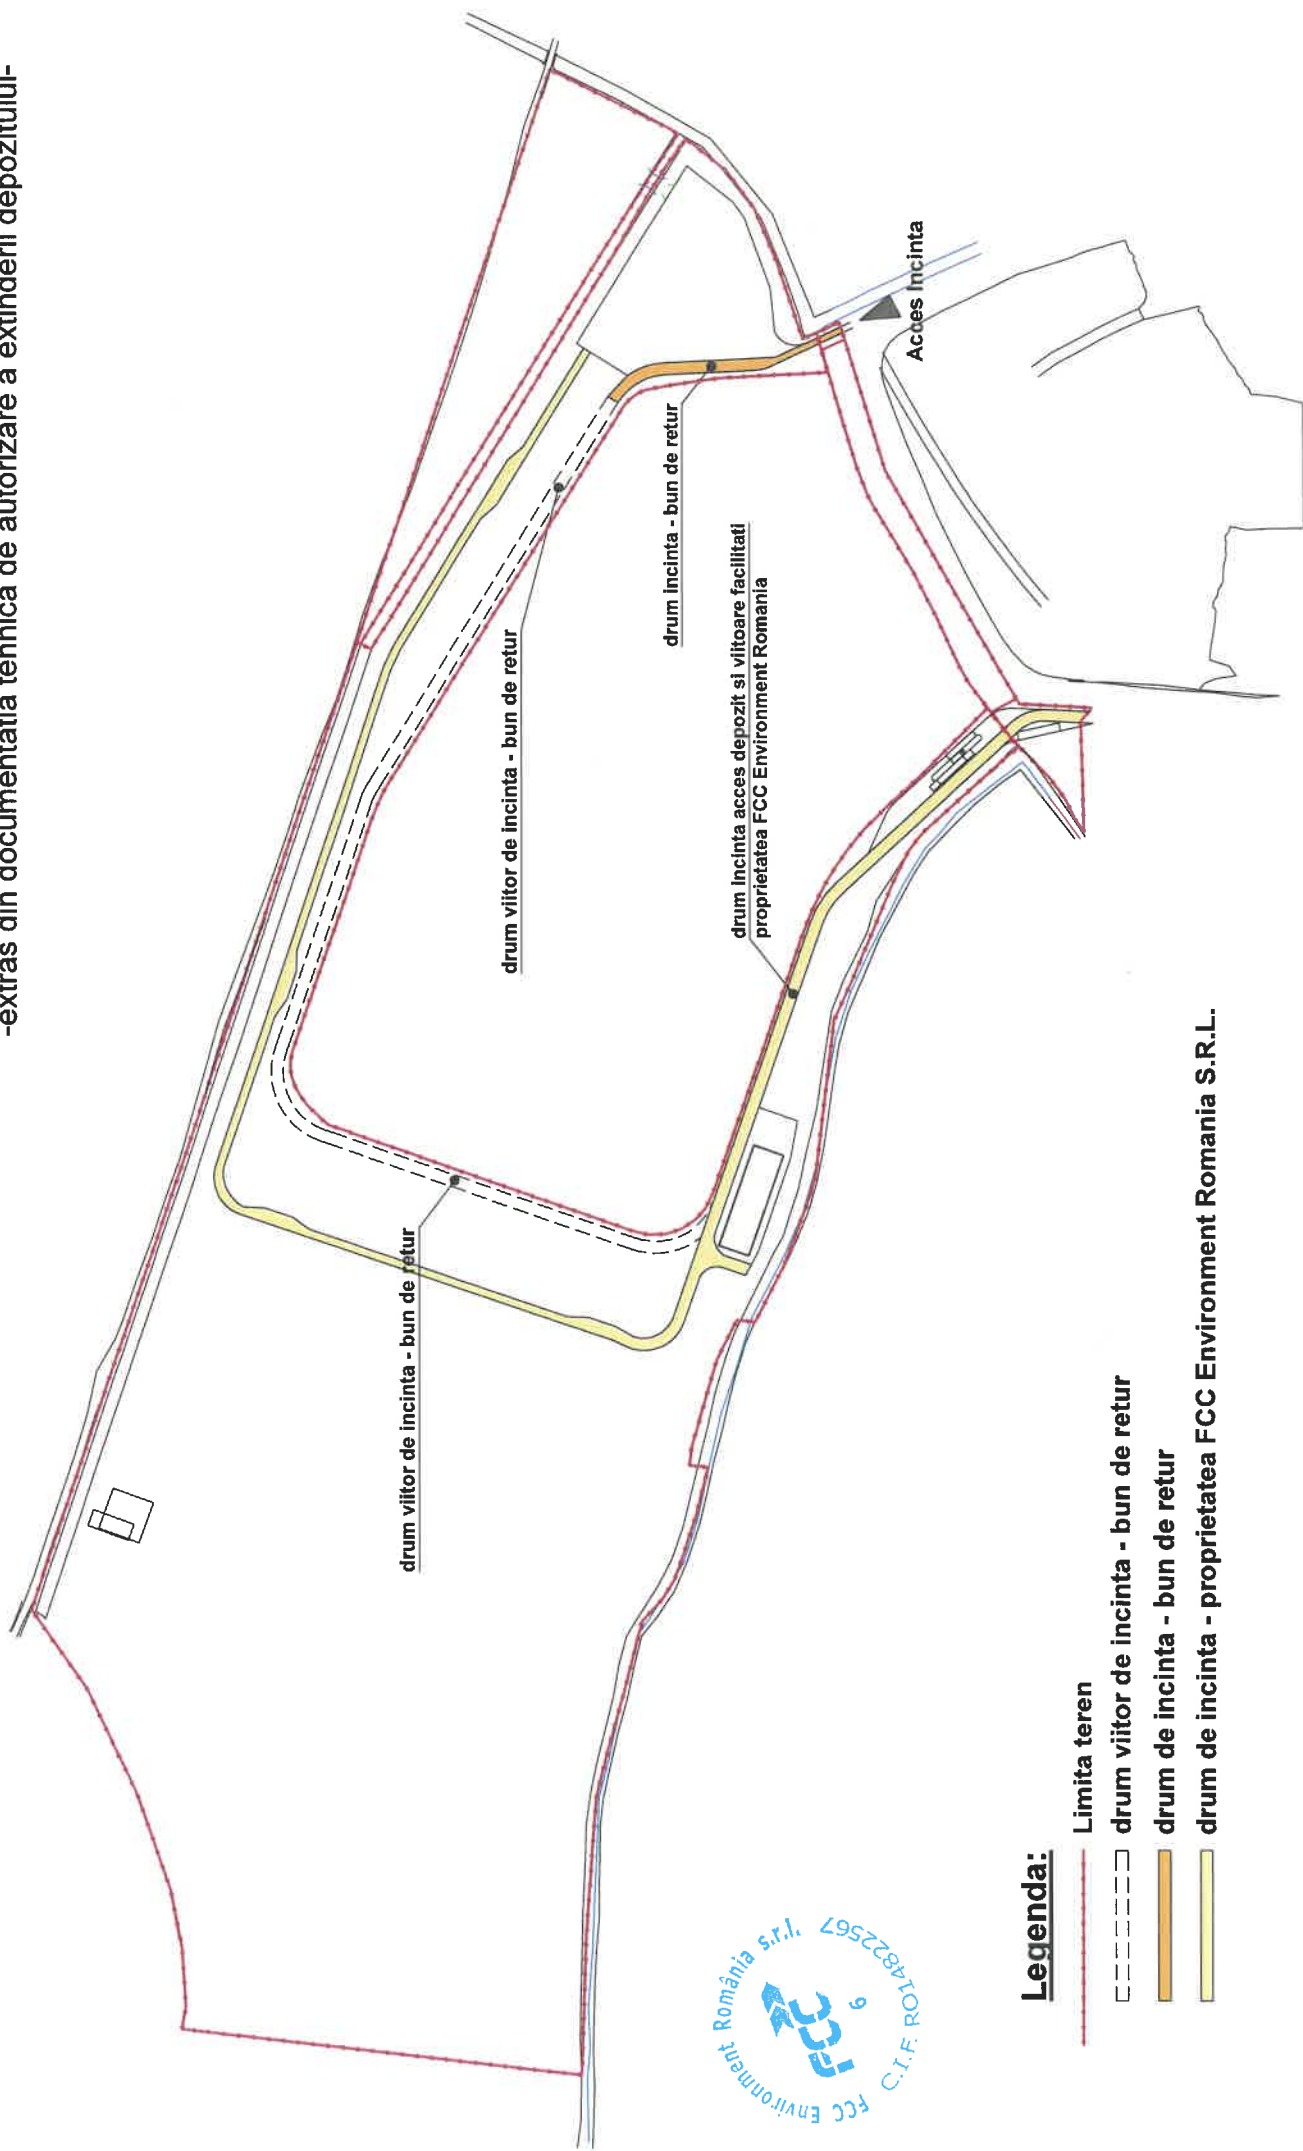 -extras din documentatia tehnica de autorizare a extinderii depozitului-
Acces Incinta
drum incinta - bun de retur
drum viitor de incinta - bun de retur
drum incinta acces depozit si viitoare facilitati
proprietatea FCC Environment Romania
drum viitor de incinta - bun de retur
Legenda:
Limita teren
drum viitor de incinta - bun de retur
drum de incinta - bun de retur
drum de incinta - proprietatea FCC Environment Romania S.R.L.
FCC Environment România s.r.l.
fcc
9
C.I.F. RO14822567